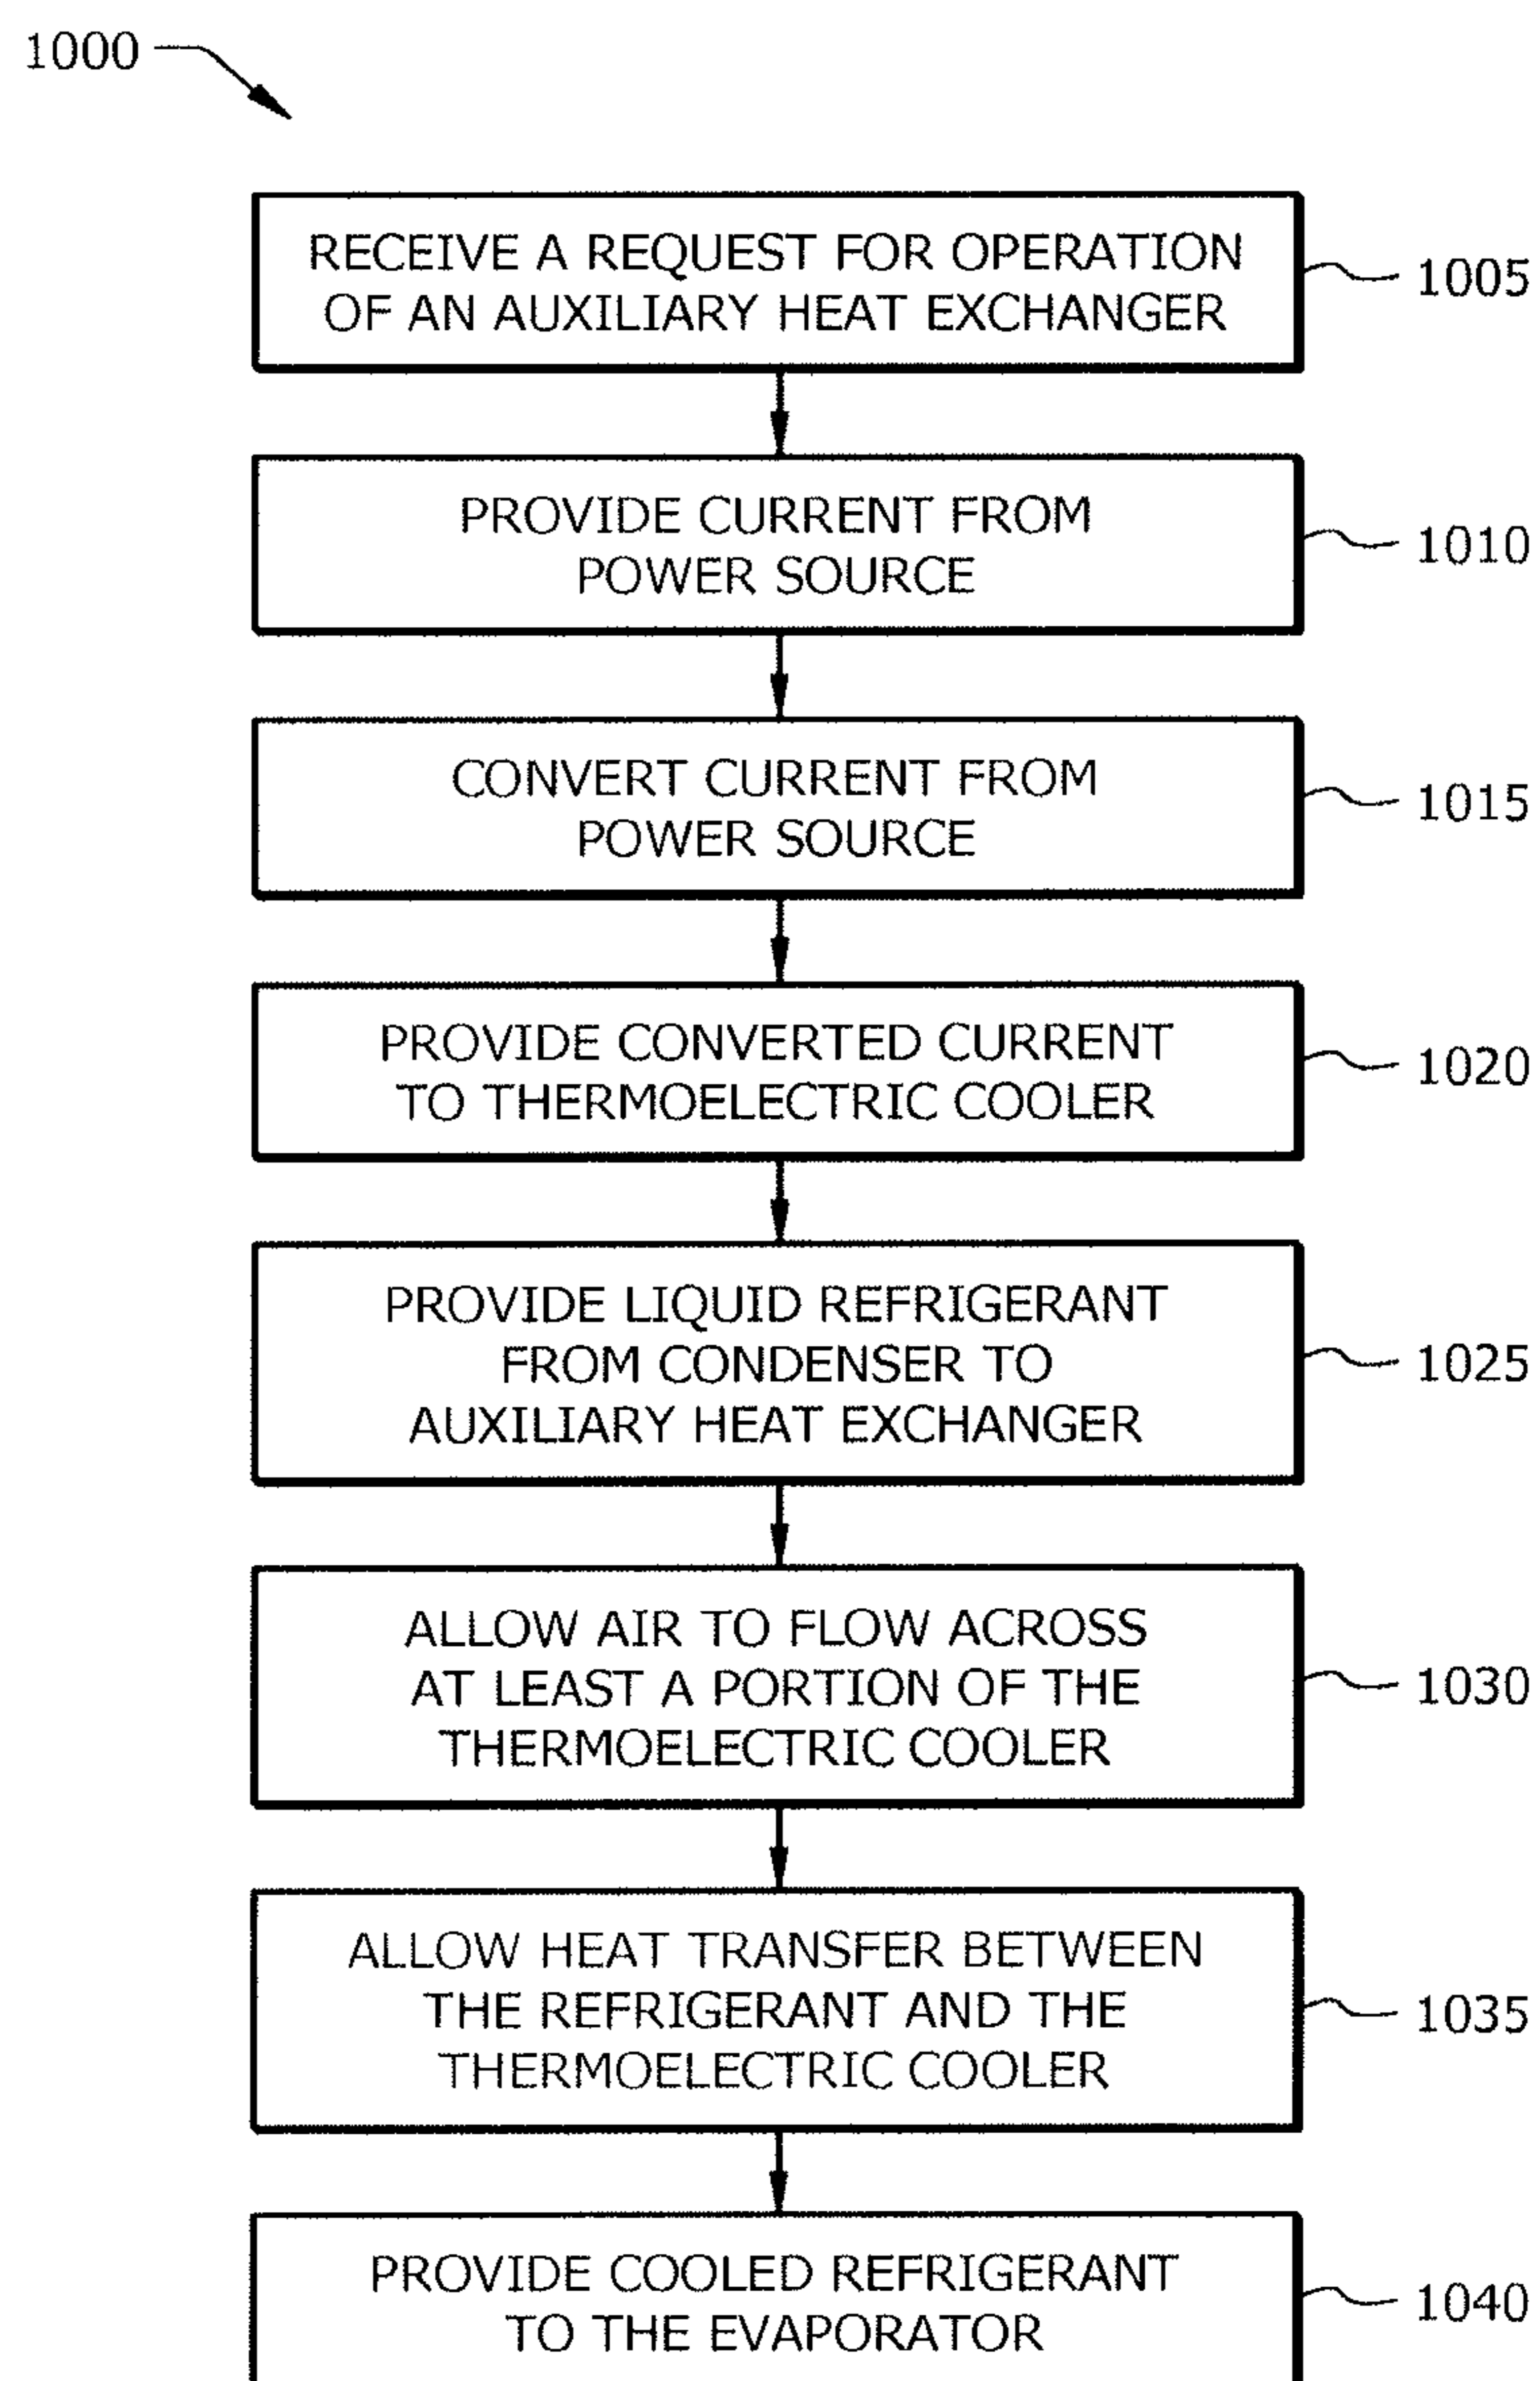 1000
RECEIVE A REQUEST FOR OPERATION
OF AN AUXILIARY HEAT EXCHANGER
1005
PROVIDE CURRENT FROM
POWER SOURCE
1010
CONVERT CURRENT FROM
POWER SOURCE
1015
PROVIDE CONVERTED CURRENT
TO THERMOELECTRIC COOLER
1020
PROVIDE LIQUID REFRIGERANT
FROM CONDENSER TO
AUXILIARY HEAT EXCHANGER
1025
ALLOW AIR TO FLOW ACROSS
AT LEAST A PORTION OF THE
THERMOELECTRIC COOLER
1030
ALLOW HEAT TRANSFER BETWEEN
THE REFRIGERANT AND THE
THERMOELECTRIC COOLER
1035
PROVIDE COOLED REFRIGERANT
TO THE EVAPORATOR
1040